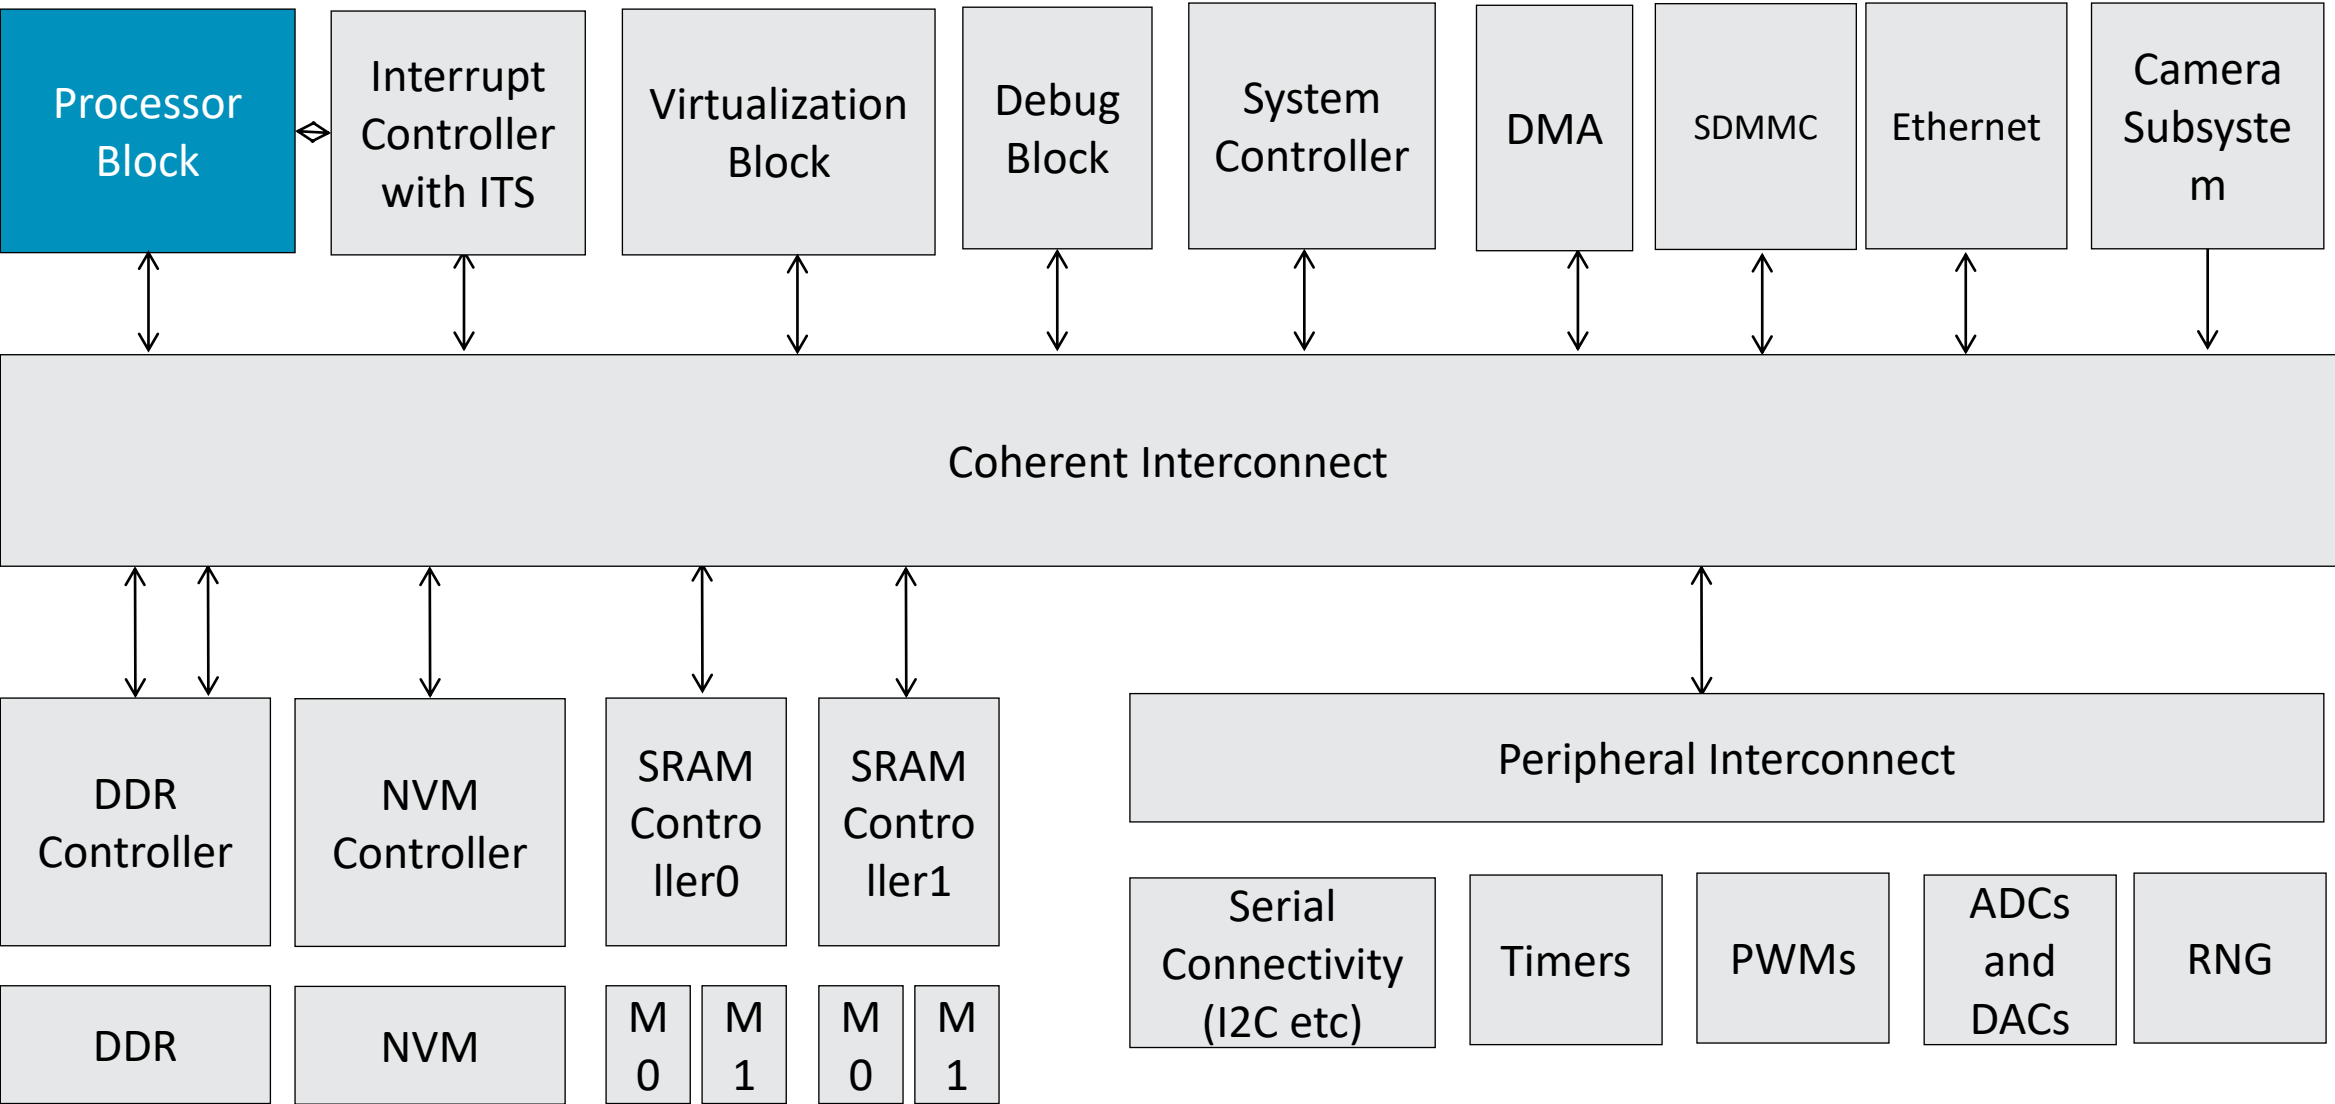 Processor
Block
Interrupt
Controller
with ITS
Virtualization
Block
Debug
Block
System
Controller
DMA
SDMMC
Ethernet
Camera
Subsyste
m
Coherent Interconnect
DDR
Controller
NVM
Controller
SRAM
Contro
ller0
SRAM
Contro
ller1
Peripheral Interconnect
Serial
Connectivity
(I2C etc)
Timers
PWMs
ADCs
and
DACs
RNG
DDR
NVM
M
0
M
1
M
0
M
1